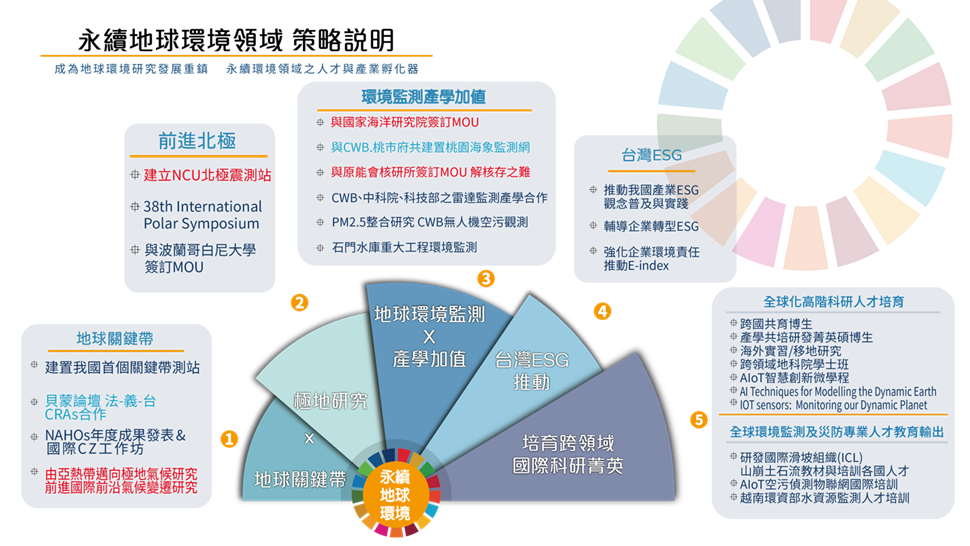 永續地球環境領域 策略説明
成為地球環境研究發展重鎮 永續環境領域之人才與產業孵化器
環境監測產學加值
與國家海洋研究院簽訂MOU
與CWB.桃市府共建置桃園海象監測網
與原能會核研所簽訂MOU 解核存之難
CWB、中科院、科技部之雷達監測產學合作
PM2.5整合研究 CWB無人機空污觀測
石門水庫重大工程環境監測
前進北極
建立NCU北極震測站
38th International
Polar Symposium
與波蘭哥白尼大學
簽訂MOU
台灣ESG
推動我國產業ESG
觀念普及與實踐
輔導企業轉型ESG
強化企業環境責任
推動E-index
地球關鍵帶
建置我國首個關鍵帶測站
貝蒙論壇 法-義-台
CRAs合作
NAHOs年度成果發表&
國際CZ工作坊
由亞熱帶邁向極地氣候研究
前進國際前沿氣候變遷研究
1
2
3
4
5
地球關鍵帶
x
極地研究
地球環境監測
X
產學加值
台灣ESG
推動
培育跨領域
國際科研菁英
永續
地球
環境
全球化高階科研人才培育
跨國共育博生
產學共培研發菁英碩博生
海外實習/移地研究
跨領域地科院學士班
AIoT智慧創新微學程
AI Techniques for Modelling the Dynamic Earth
IOT sensors: Monitoring our Dynamic Planet
全球環境監測及災防專業人才教育輸出
研發國際滑坡組織(ICL)
山崩土石流教材與培訓各國人才
AIoT空污偵測物聯網國際培訓
越南環資部水資源監測人才培訓